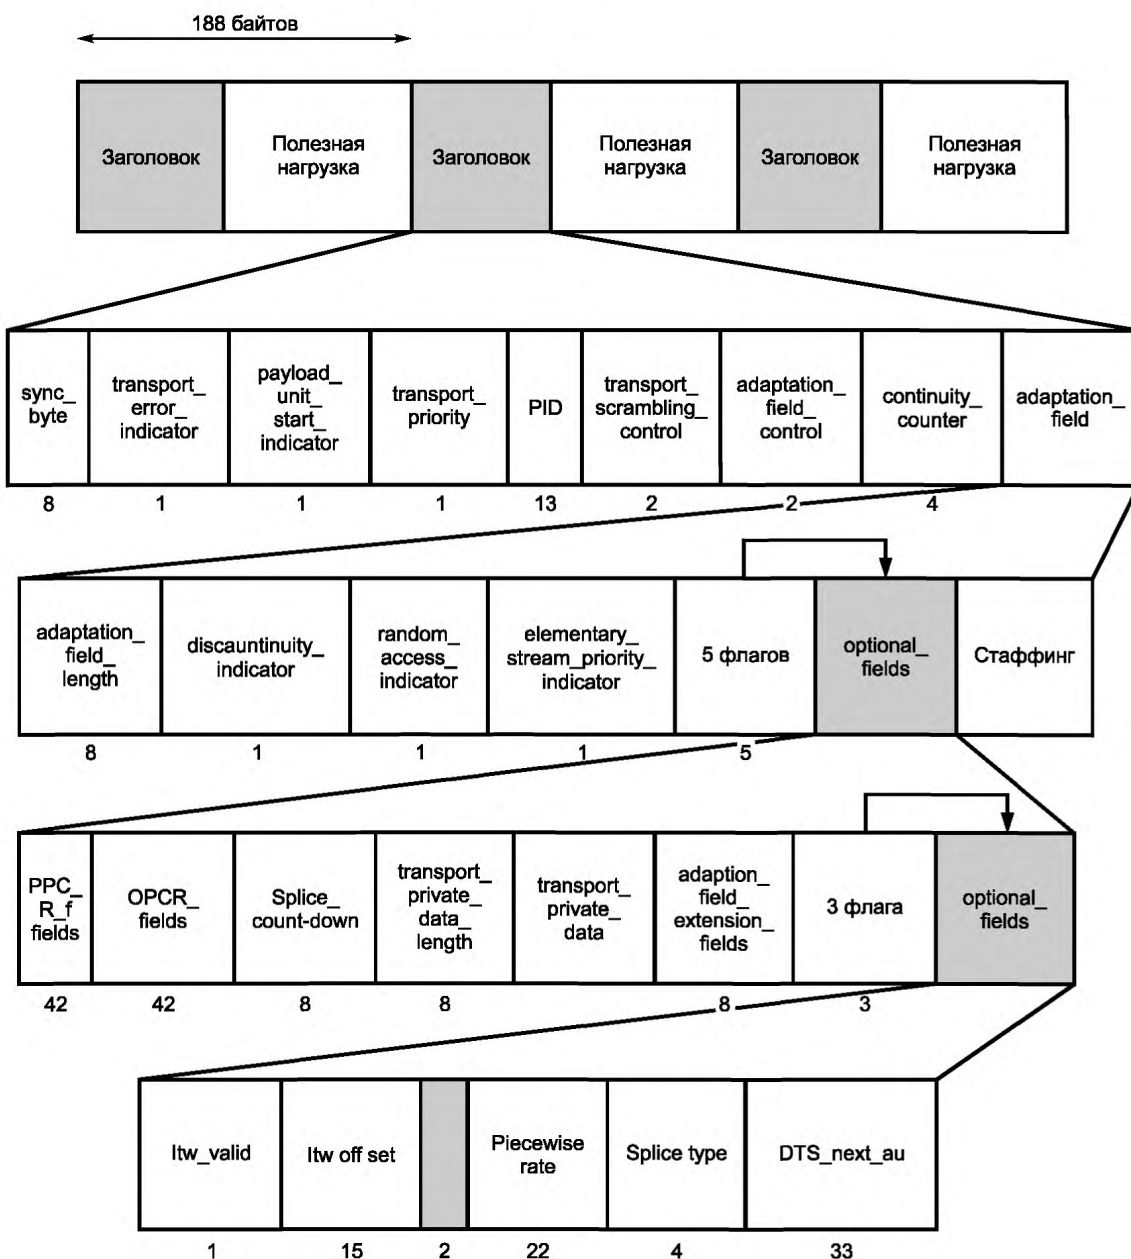 188 байтов
Заголовок
Полезная
нагрузка
Заголовок
Полезная
нагрузка
Заголовок
Полезная
нагрузка
sync_
byte
transport_
error_
indicator
payload_
unit_
start_
indicator
transport_
priority
PID
transport_
scrambling_
control
adaptation_
field_
control
continuity_
counter
adaptation_
field
8
1
1
1
13
2
2
4
adaptation_
field_
length
discauntinuity_
indicator
random_
access_
indicator
elementary_
stream_priority_
indicator
5 флагов
optional_
fields
Стаффинг
8
1
1
1
5
PPC_
R_f
fields
OPCR_
fields
Splice_
count-down
transport_
private_
data_
length
transport_
private_
data
adaption_
field_
extension_
fields
3 флага
optional_
fields
42
42
8
8
8
3
ltw_valid
ltw off set
Piecewise
rate
Splice type
DTS_next_au
1
15
2
22
4
33